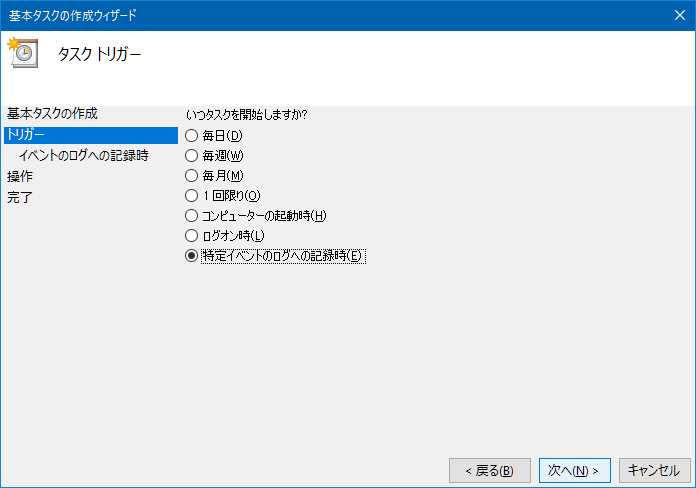 基本タスクの作成ウィザード
タスク トリガー
基本タスクの作成
トリガー
イベントのログへの記録時
操作
完了
いつタスクを開始しますか?
毎日(D)
毎週(W)
毎月(M)
1 回限り(O)
コンピューターの起動時(H)
ログオン時(L)
特定イベントのログへの記録時(E)
< 戻る(B)
次へ(N) >
キャンセル